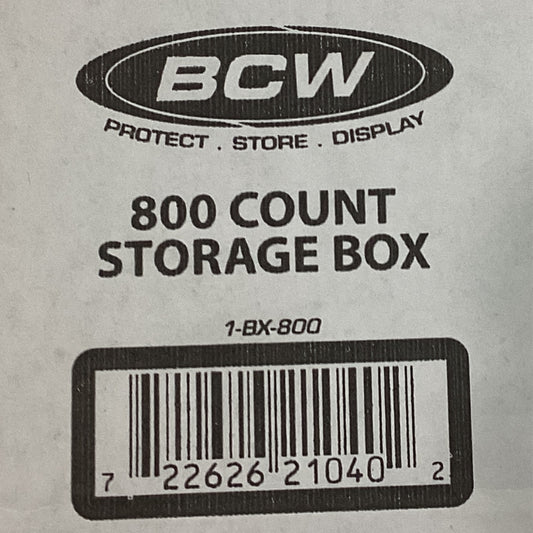 BCW
PROTECT . STORE . DISPLAY
800 COUNT
STORAGE BOX
1-BX-800
7 22626 21040 2